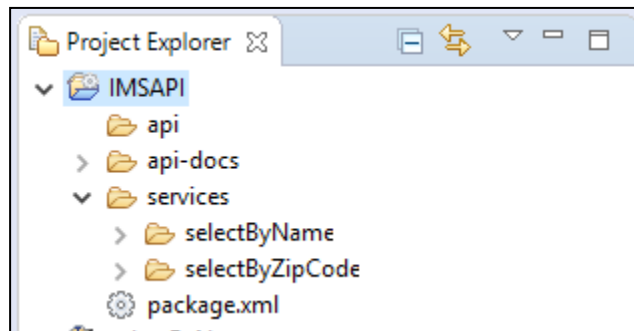 Project Explorer
IMSAPI
api
api-docs
services
selectByName
selectByZipCode
package.xml